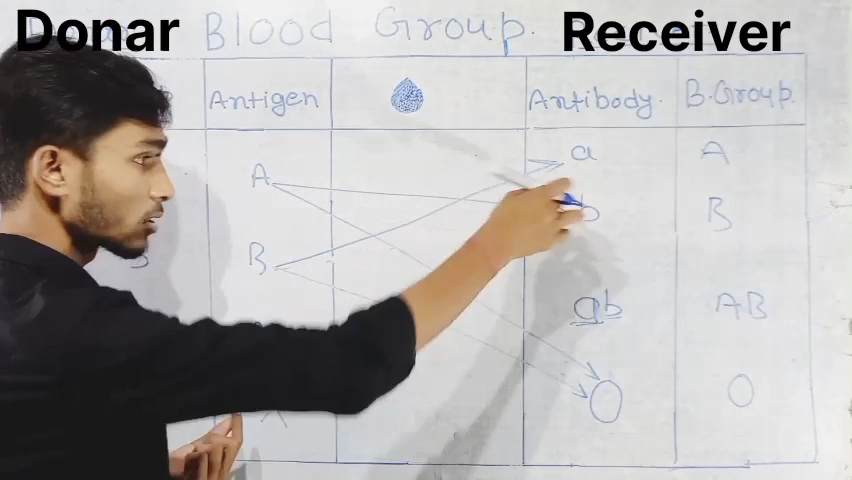 Donar Blood Group. Receiver
Antigen Antibody. B.Group.
A a A
B b B
ab AB
O O